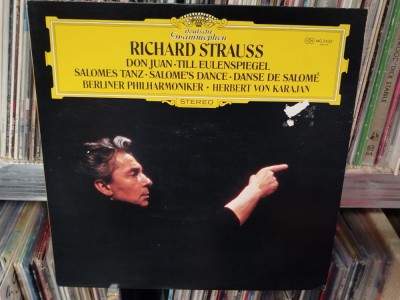 Deutsche
Grammophon
RICHARD STRAUSS
DON JUAN · TILL EULENSPIEGEL
SALOMES TANZ · SALOME'S DANCE · DANSE DE SALOMÉ
BERLINER PHILHARMONIKER • HERBERT VON KARAJAN
STEREO